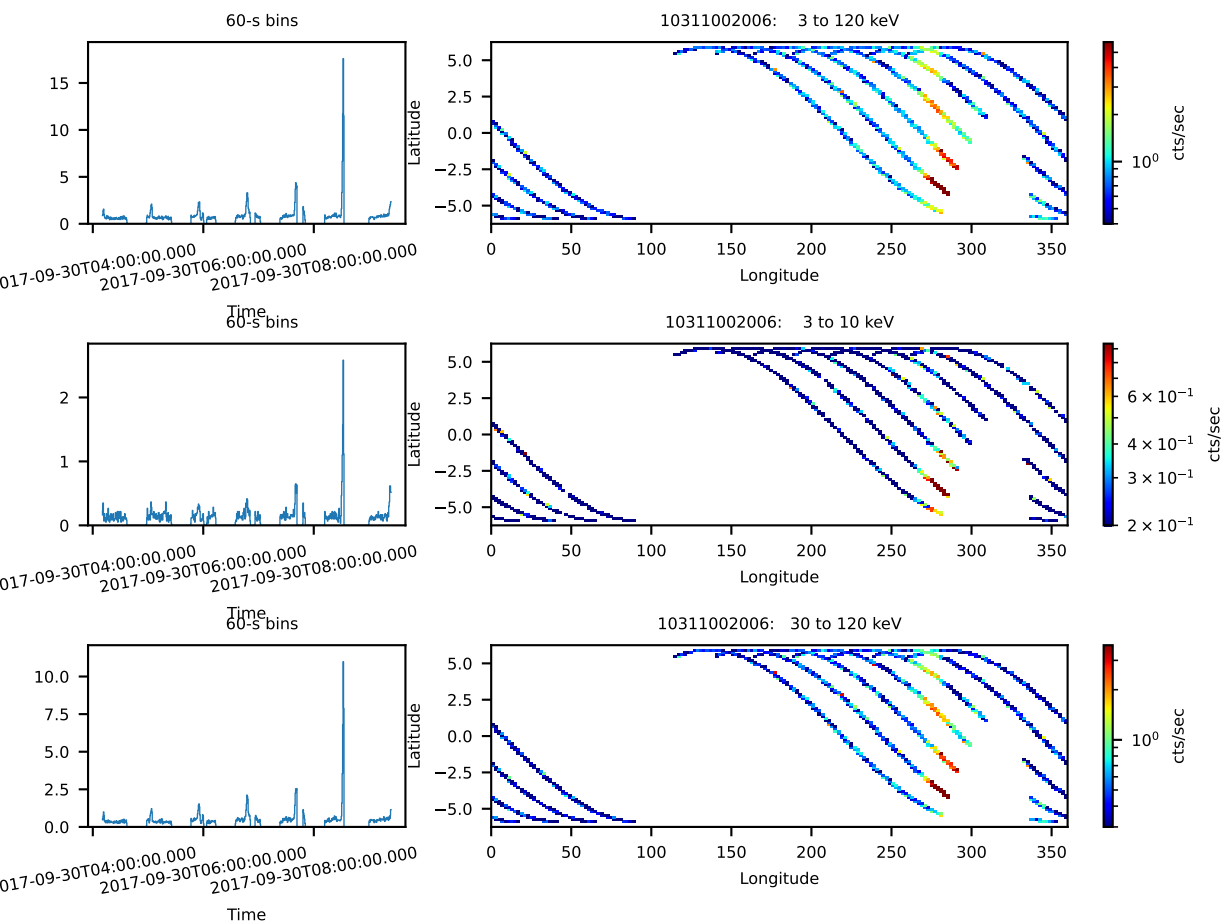 60-s bins
10311002006: 3 to 120 keV
15
10
5
0
017-09-30T04:00:00.000
2017-09-30T06:00:00.000
2017-09-30T08:00:00.000
Time
Latitude
5.0
2.5
0.0
−2.5
−5.0
0 50 100 150 200 250 300 350
Longitude
10⁰
cts/sec
60-s bins
10311002006: 3 to 10 keV
2
1
0
017-09-30T04:00:00.000
2017-09-30T06:00:00.000
2017-09-30T08:00:00.000
Time
Latitude
5.0
2.5
0.0
−2.5
−5.0
0 50 100 150 200 250 300 350
Longitude
6 × 10⁻¹
4 × 10⁻¹
3 × 10⁻¹
2 × 10⁻¹
cts/sec
60-s bins
10311002006: 30 to 120 keV
10.0
7.5
5.0
2.5
0.0
017-09-30T04:00:00.000
2017-09-30T06:00:00.000
2017-09-30T08:00:00.000
Time
Latitude
5.0
2.5
0.0
−2.5
−5.0
0 50 100 150 200 250 300 350
Longitude
10⁰
cts/sec